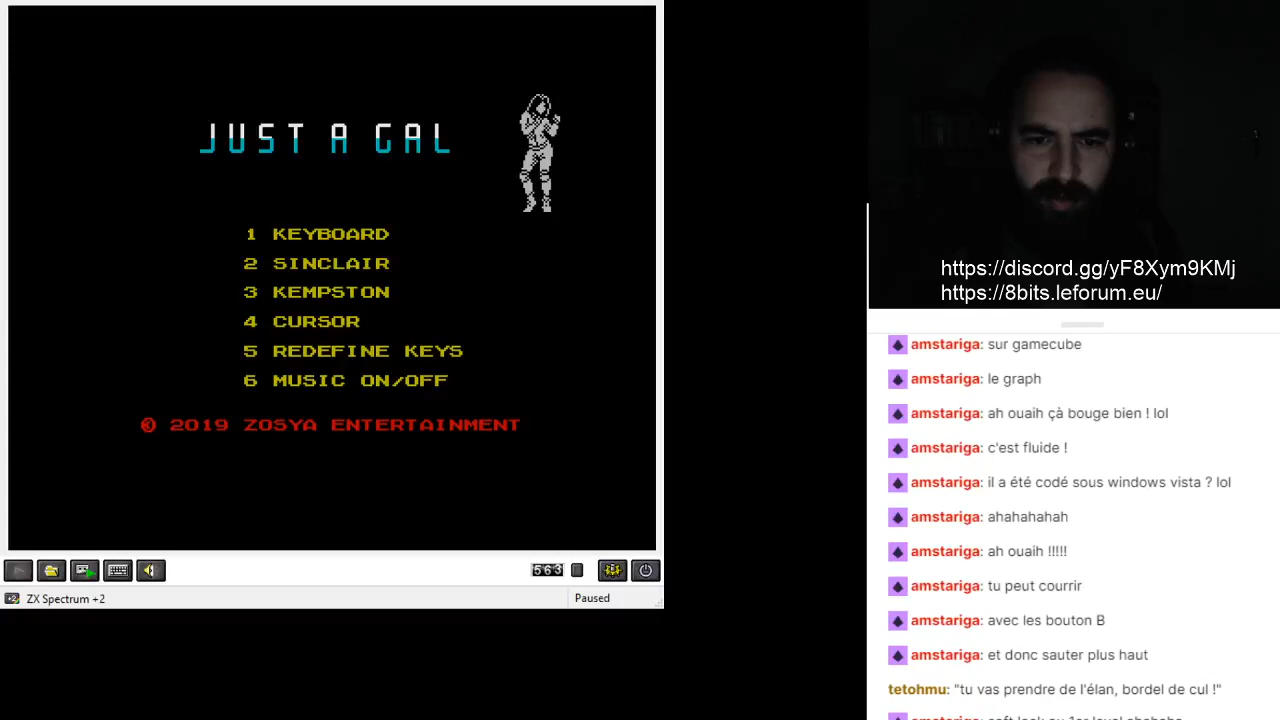 JUST A GAL
1 KEYBOARD
2 SINCLAIR
3 KEMPSTON
4 CURSOR
5 REDEFINE KEYS
6 MUSIC ON/OFF
© 2019 ZOSYA ENTERTAINMENT
563
ZX Spectrum +2
Paused
https://discord.gg/yF8Xym9KMj
https://8bits.leforum.eu/
amstariga: sur gamecube
amstariga: le graph
amstariga: ah ouaih çà bouge bien ! lol
amstariga: c'est fluide !
amstariga: il a été codé sous windows vista ? lol
amstariga: ahahahahah
amstariga: ah ouaih !!!!!
amstariga: tu peut courrir
amstariga: avec les bouton B
amstariga: et donc sauter plus haut
tetohmu: "tu vas prendre de l'élan, bordel de cul !"
amstariga: